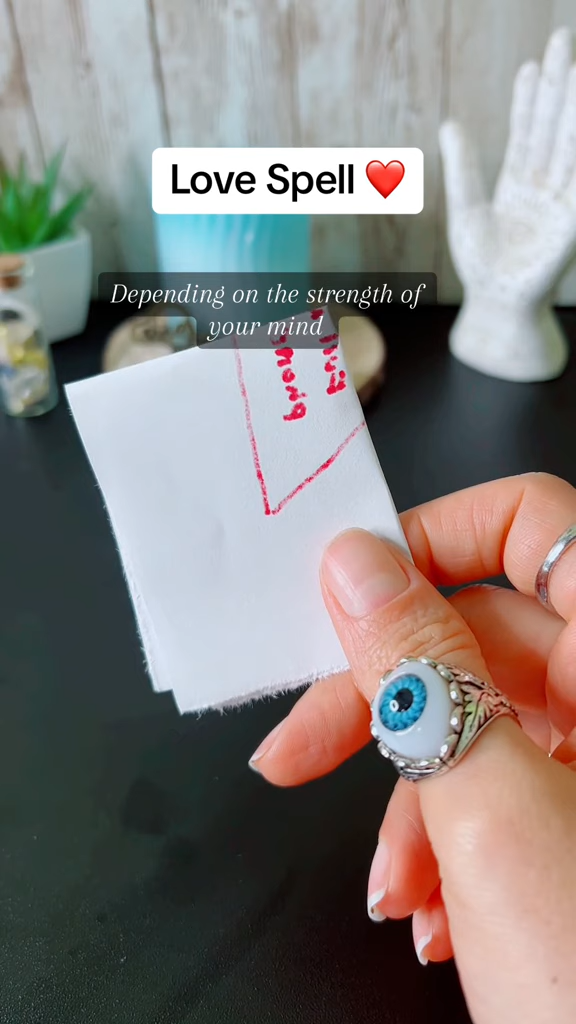 Love Spell ❤️
Depending on the strength of
your mind